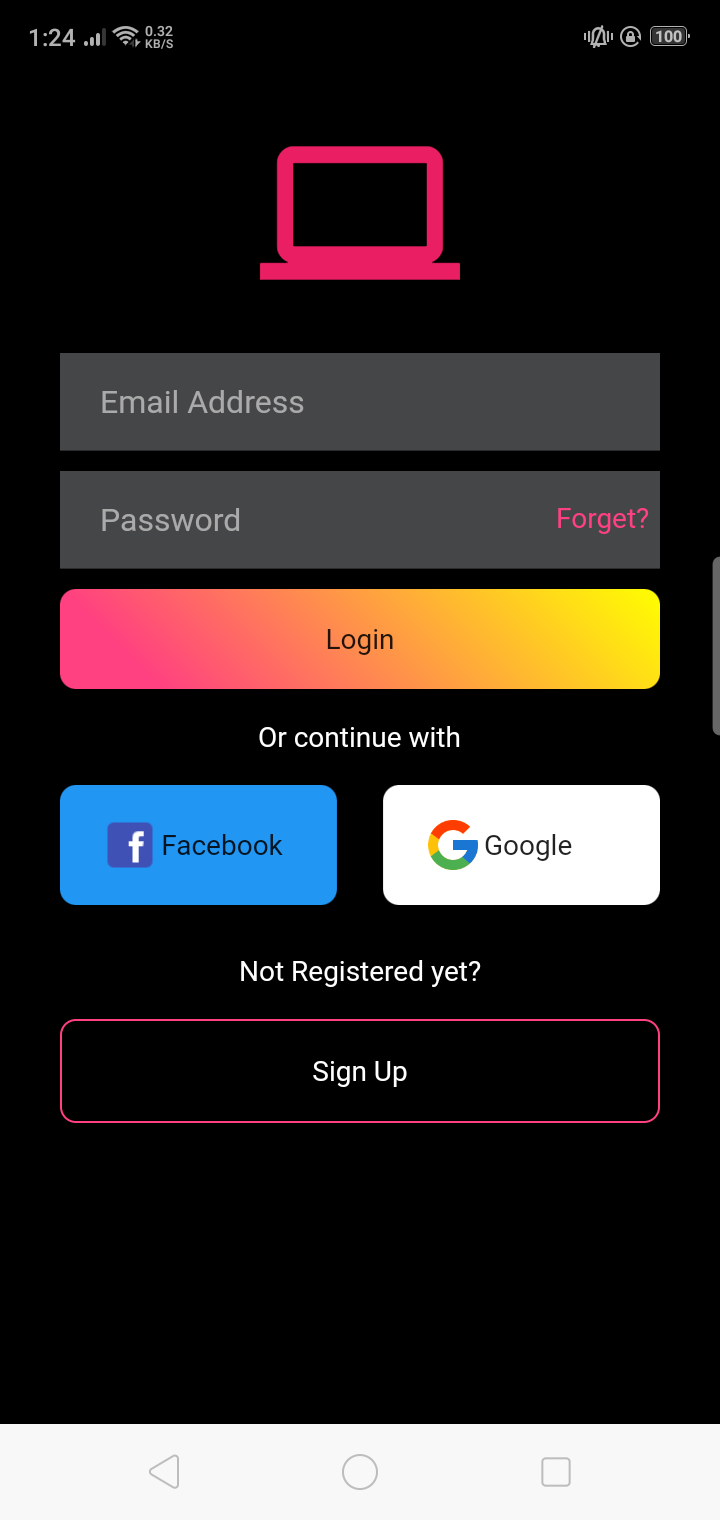 1:24 0.32 KB/S 100
Email Address
Password Forget?
Login
Or continue with
Facebook Google
Not Registered yet?
Sign Up